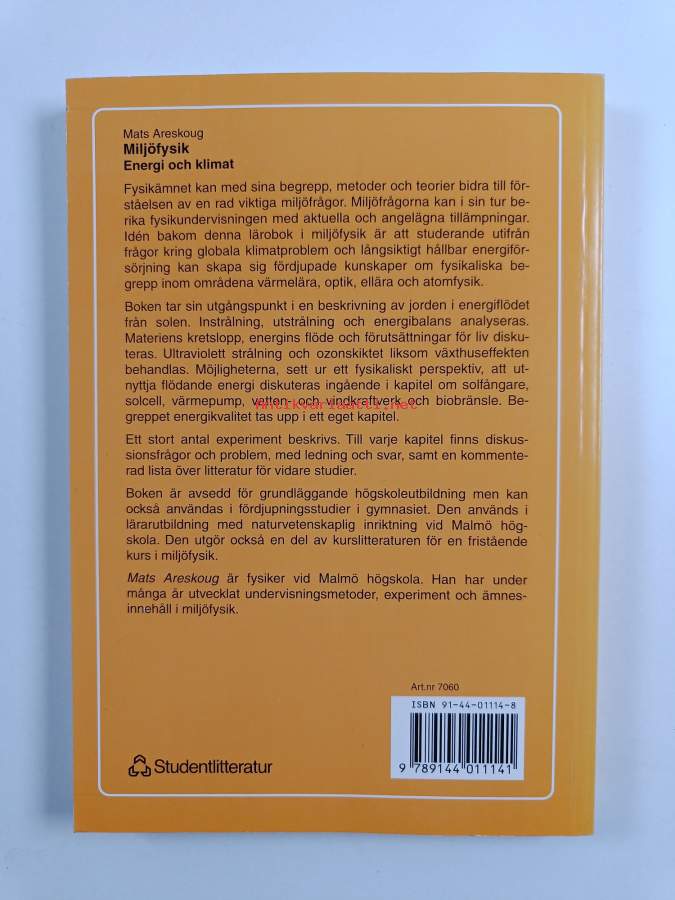 Mats Areskoug
Miljöfysik
Energi och klimat
Fysikämnet kan med sina begrepp, metoder och teorier bidra till för-
ståelsen av en rad viktiga miljöfrågor. Miljöfrågorna kan i sin tur be-
rika fysikundervisningen med aktuella och angelägna tillämpningar.
Idén bakom denna lärobok i miljöfysik är att studerande utifrån
frågor kring globala klimatproblem och långsiktigt hållbar energiför-
sörjning kan skapa sig fördjupade kunskaper om fysikaliska be-
grepp inom områdena värmelära, optik, ellära och atomfysik.
Boken tar sin utgångspunkt i en beskrivning av jorden i energiflödet
från solen. Instrålning, utstrålning och energibalans analyseras.
Materiens kretslopp, energins flöde och förutsättningar för liv disku-
teras. Ultraviolett strålning och ozonskiktet liksom växthuseffekten
behandlas. Möjligheterna, sett ur ett fysikaliskt perspektiv, att ut-
nyttja flödande energi diskuteras ingående i kapitel om solfångare,
solcell, värmepump, vatten- och vindkraftverk och biobränsle. Be-
greppet energikvalitet tas upp i ett eget kapitel.
Antikvariaatti.net
Ett stort antal experiment beskrivs. Till varje kapitel finns diskus-
sionsfrågor och problem, med ledning och svar, samt en kommente-
rad lista över litteratur för vidare studier.
Boken är avsedd för grundläggande högskoleutbildning men kan
också användas i fördjupningsstudier i gymnasiet. Den används i
lärarutbildning med naturvetenskaplig inriktning vid Malmö hög-
skola. Den utgör också en del av kurslitteraturen för en fristående
kurs i miljöfysik.
Mats Areskoug är fysiker vid Malmö högskola. Han har under
många år utvecklat undervisningsmetoder, experiment och ämnes-
innehåll i miljöfysik.
Art.nr 7060
ISBN 91-44-01114-8
9 789144 011141
Studentlitteratur